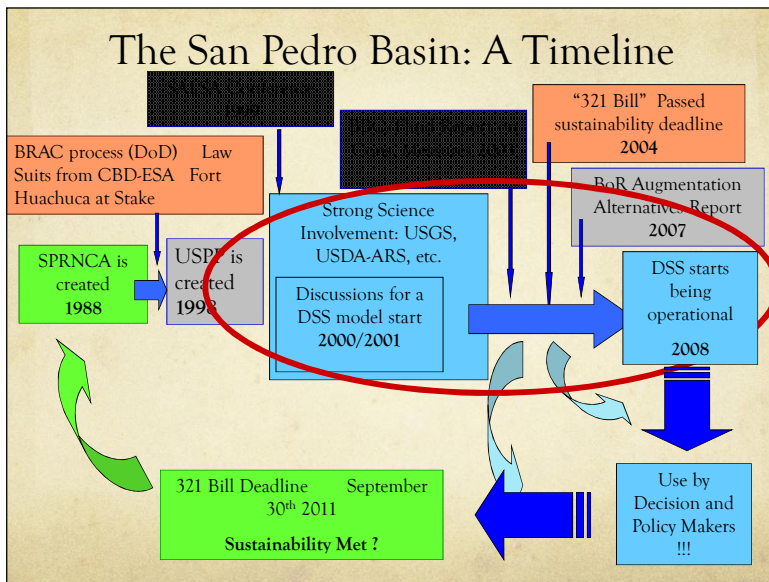 The San Pedro Basin: A Timeline
1999
2003
"321 Bill" Passed
sustainability deadline
2004
BRAC process (DoD) Law
Suits from CBD-ESA Fort
Huachuca at Stake
BoR Augmentation
Alternatives Report
2007
Strong Science
Involvement: USGS,
USDA-ARS, etc.
SPRNCA is
created
1988
USPP is
created
1998
Discussions for a
DSS model start
2000/2001
DSS starts
being
operational
2008
321 Bill Deadline September
30th 2011
Sustainability Met ?
Use by
Decision and
Policy Makers
!!!